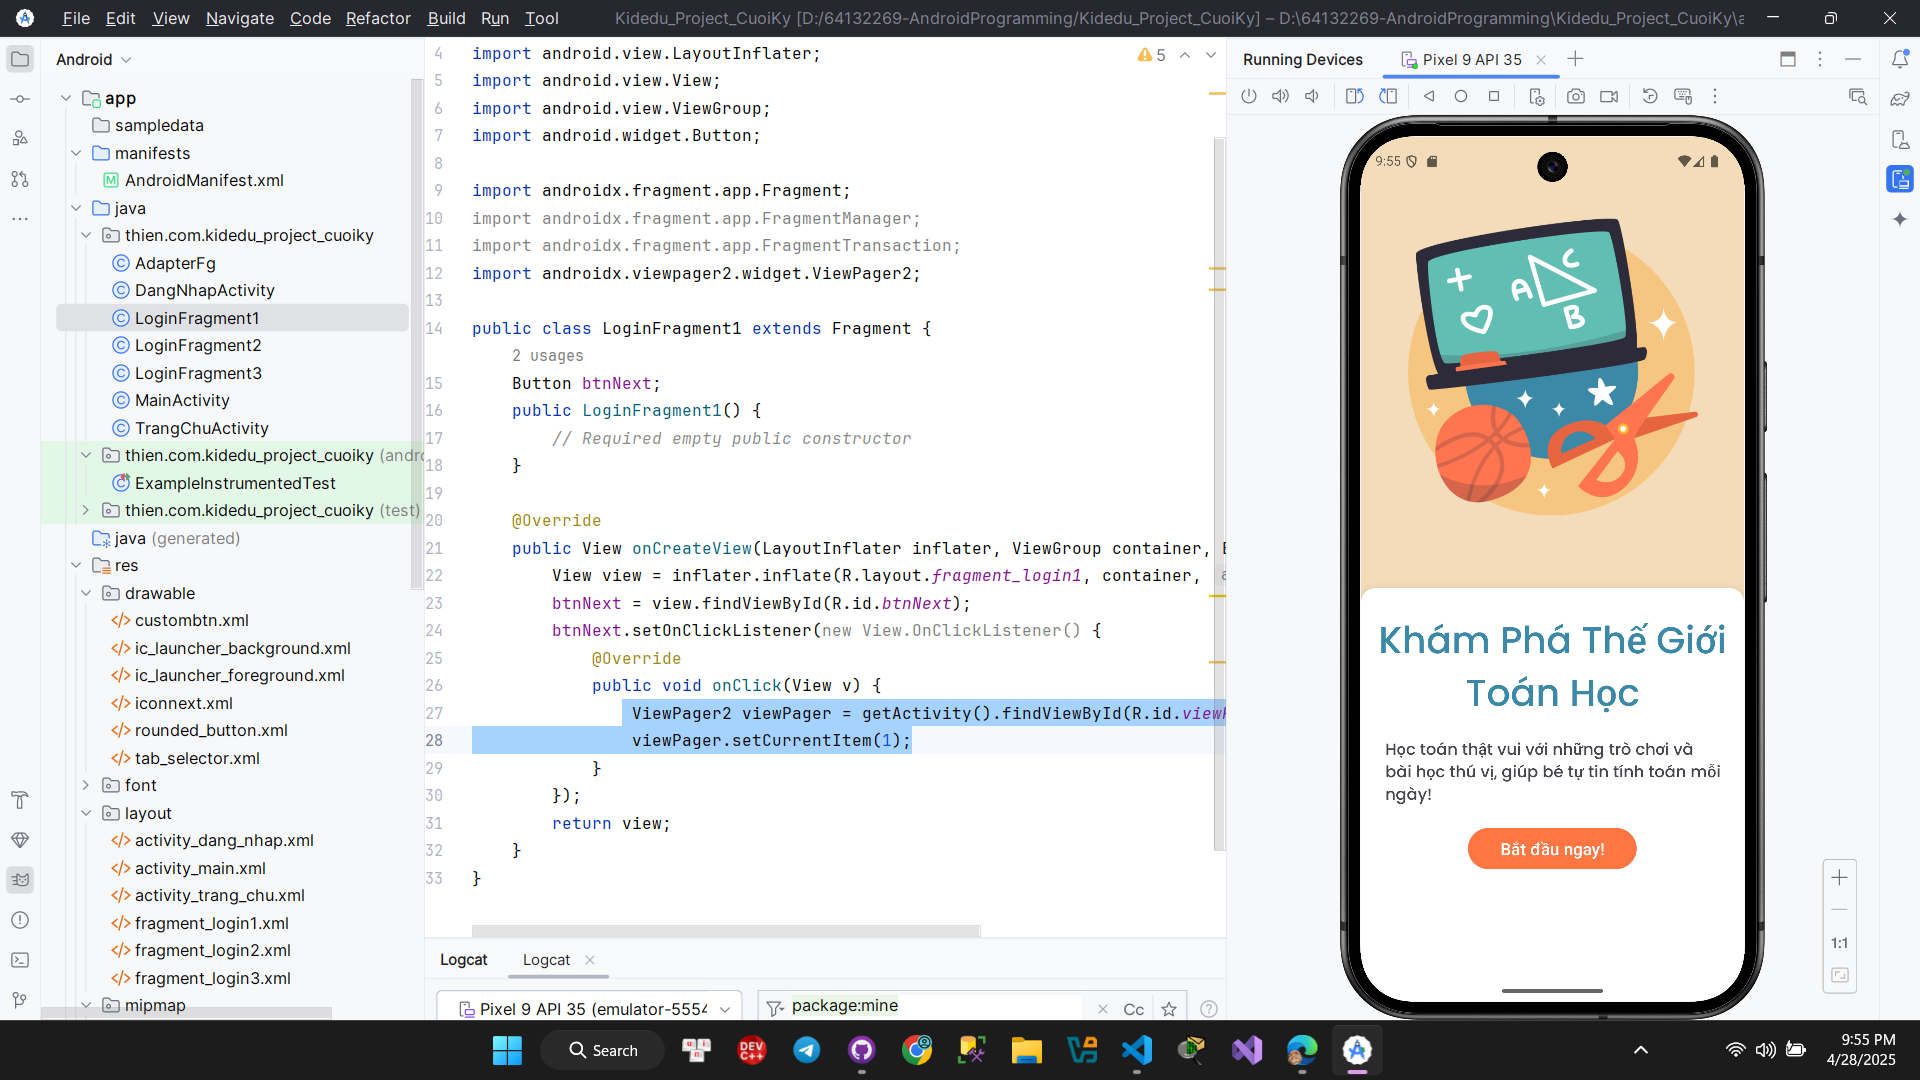 File Edit View Navigate Code Refactor Build Run Tool
Kidedu_Project_CuoiKy [D:/64132269-AndroidProgramming/Kidedu_Project_CuoiKy] – D:\64132269-AndroidProgramming\Kidedu_Project_CuoiKy\a
Android
app
sampledata
manifests
AndroidManifest.xml
java
thien.com.kidedu_project_cuoiky
AdapterFg
DangNhapActivity
LoginFragment1
LoginFragment2
LoginFragment3
MainActivity
TrangChuActivity
thien.com.kidedu_project_cuoiky (andro
ExampleInstrumentedTest
thien.com.kidedu_project_cuoiky (test)
java (generated)
res
drawable
custombtn.xml
ic_launcher_background.xml
ic_launcher_foreground.xml
iconnext.xml
rounded_button.xml
tab_selector.xml
font
layout
activity_dang_nhap.xml
activity_main.xml
activity_trang_chu.xml
fragment_login1.xml
fragment_login2.xml
fragment_login3.xml
mipmap
5
4 import android.view.LayoutInflater;
5 import android.view.View;
6 import android.view.ViewGroup;
7 import android.widget.Button;
8
9 import androidx.fragment.app.Fragment;
10 import androidx.fragment.app.FragmentManager;
11 import androidx.fragment.app.FragmentTransaction;
12 import androidx.viewpager2.widget.ViewPager2;
13
14 public class LoginFragment1 extends Fragment {
2 usages
15 Button btnNext;
16 public LoginFragment1() {
17 // Required empty public constructor
18 }
19
20 @Override
21 public View onCreateView(LayoutInflater inflater, ViewGroup container, B
22 View view = inflater.inflate(R.layout.fragment_login1, container, a
23 btnNext = view.findViewById(R.id.btnNext);
24 btnNext.setOnClickListener(new View.OnClickListener() {
25 @Override
26 public void onClick(View v) {
27 ViewPager2 viewPager = getActivity().findViewById(R.id.viewP
28 viewPager.setCurrentItem(1);
29 }
30 });
31 return view;
32 }
33 }
Logcat Logcat
Pixel 9 API 35 (emulator-5554
package:mine
Cc
Running Devices Pixel 9 API 35
9:55
A C B
Khám Phá Thế Giới
Toán Học
Học toán thật vui với những trò chơi và
bài học thú vị, giúp bé tự tin tính toán mỗi
ngày!
Bắt đầu ngay!
1:1
Search
DEV C++
9:55 PM
4/28/2025